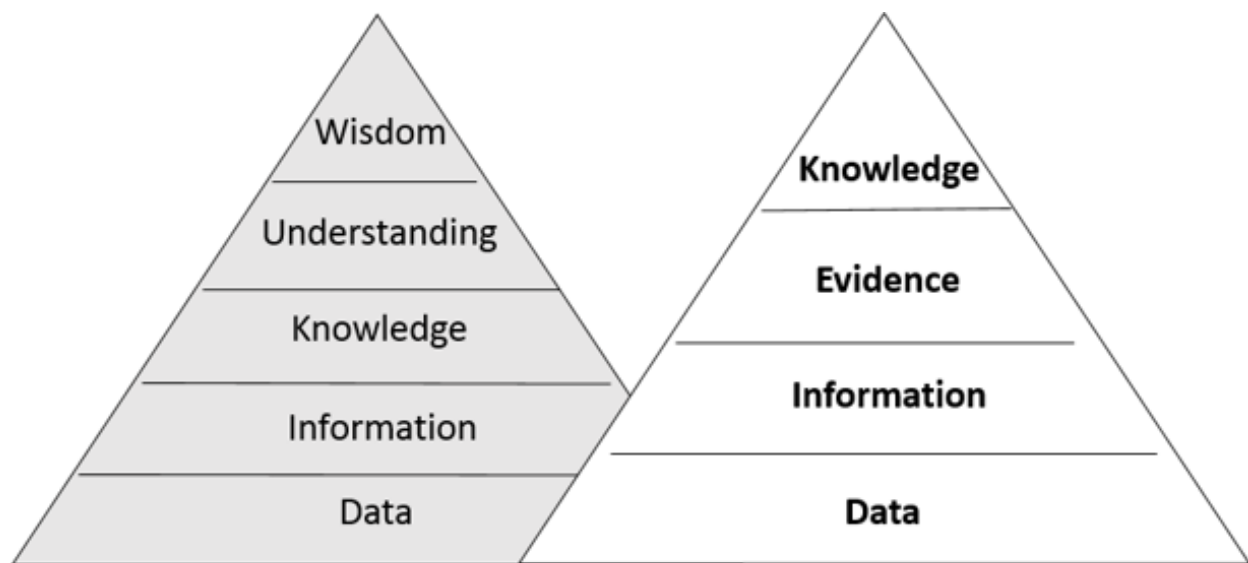 Wisdom
Understanding
Knowledge
Information
Data
Knowledge
Evidence
Information
Data